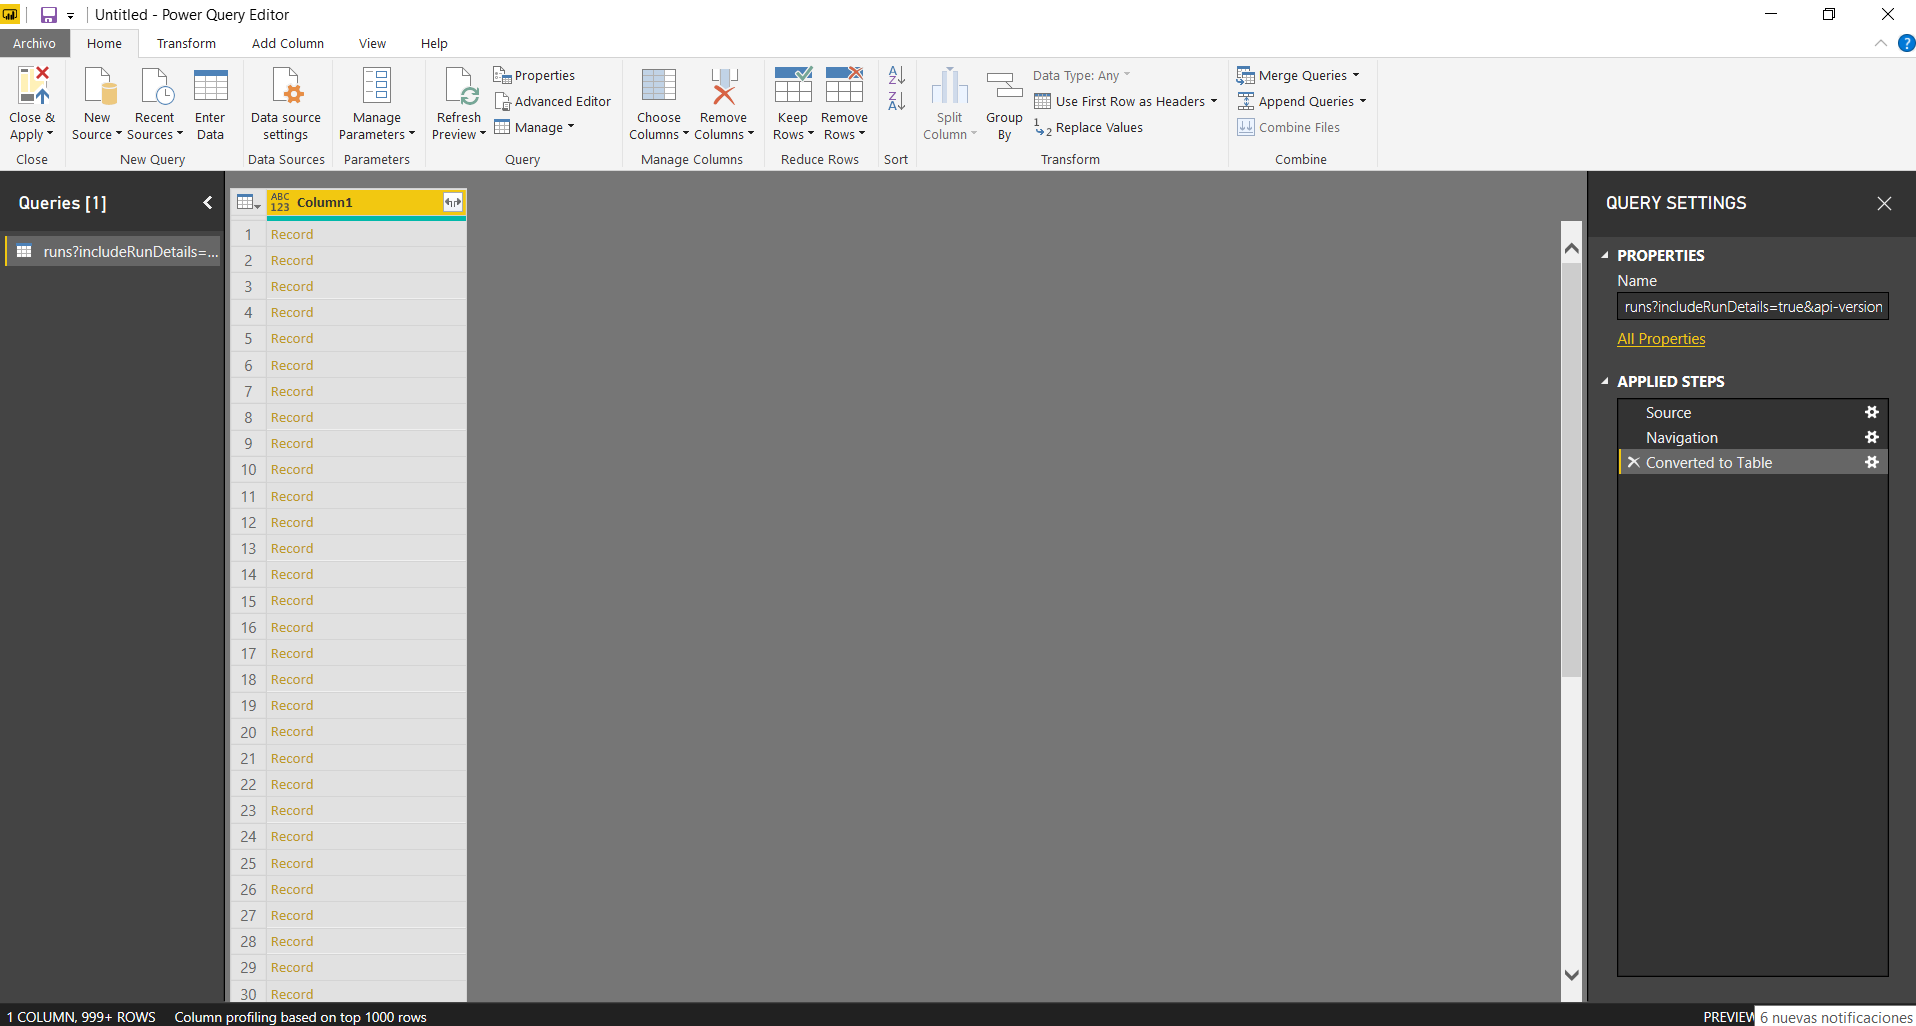 Untitled - Power Query Editor
Archivo
Home
Transform
Add Column
View
Help
?
Close &
Apply
Close
New
Source
Recent
Sources
Enter
Data
New Query
Data source
settings
Data Sources
Manage
Parameters
Parameters
Refresh
Preview
Properties
Advanced Editor
Manage
Query
Choose
Columns
Remove
Columns
Manage Columns
Keep
Rows
Remove
Rows
Reduce Rows
A
Z
Z
A
Sort
Split
Column
Group
By
Data Type: Any
Use First Row as Headers
1
2
Replace Values
Transform
Merge Queries
Append Queries
Combine Files
Combine
Queries [1]
runs?includeRunDetails=...
ABC
123
Column1
1 Record
2 Record
3 Record
4 Record
5 Record
6 Record
7 Record
8 Record
9 Record
10 Record
11 Record
12 Record
13 Record
14 Record
15 Record
16 Record
17 Record
18 Record
19 Record
20 Record
21 Record
22 Record
23 Record
24 Record
25 Record
26 Record
27 Record
28 Record
29 Record
30 Record
QUERY SETTINGS
PROPERTIES
Name
runs?includeRunDetails=true&api-version
All Properties
APPLIED STEPS
Source
Navigation
Converted to Table
1 COLUMN, 999+ ROWS
Column profiling based on top 1000 rows
PREVIEW
6 nuevas notificaciones